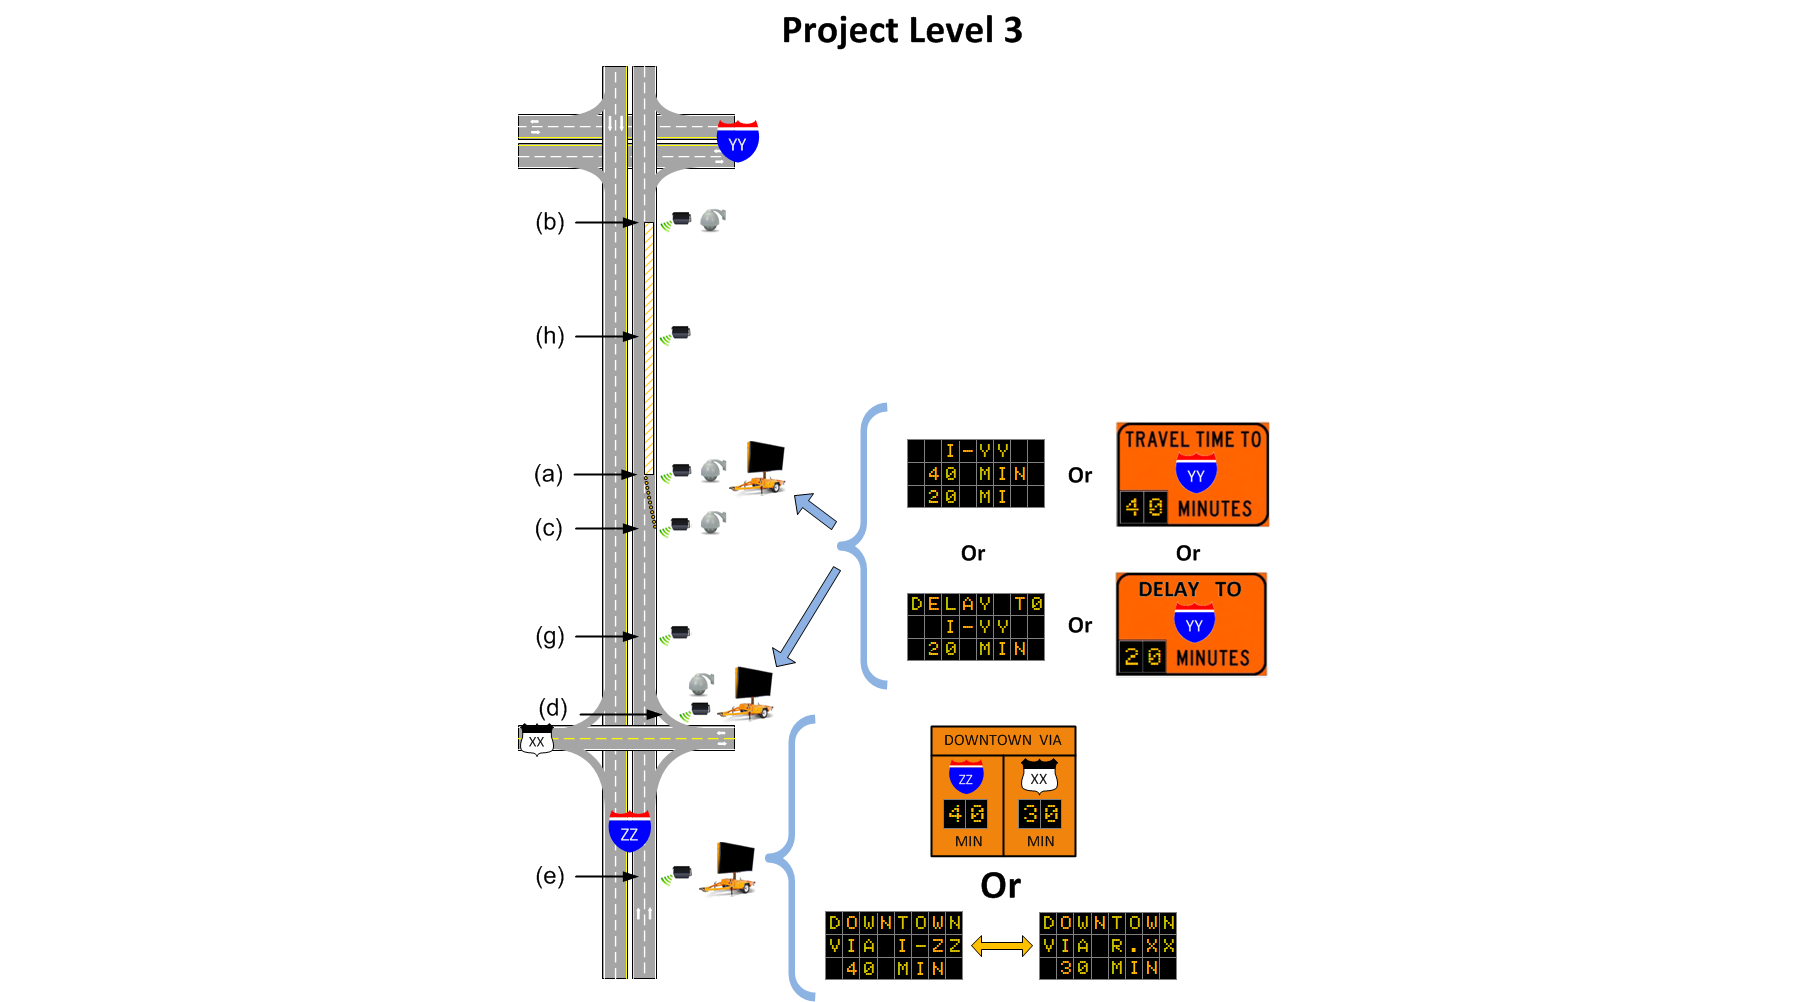 Project Level 3
YY
(b)
(h)
(a)
(c)
(g)
(d)
XX
ZZ
(e)
I-YY
40 MIN
20 MI
Or
TRAVEL TIME TO
YY
40 MINUTES
Or
Or
DELAY TO
I-YY
20 MIN
Or
DELAY TO
YY
20 MINUTES
DOWNTOWN VIA
ZZ XX
40 30
MIN MIN
Or
DOWNTOWN
VIA I-ZZ
40 MIN
DOWNTOWN
VIA R.XX
30 MIN